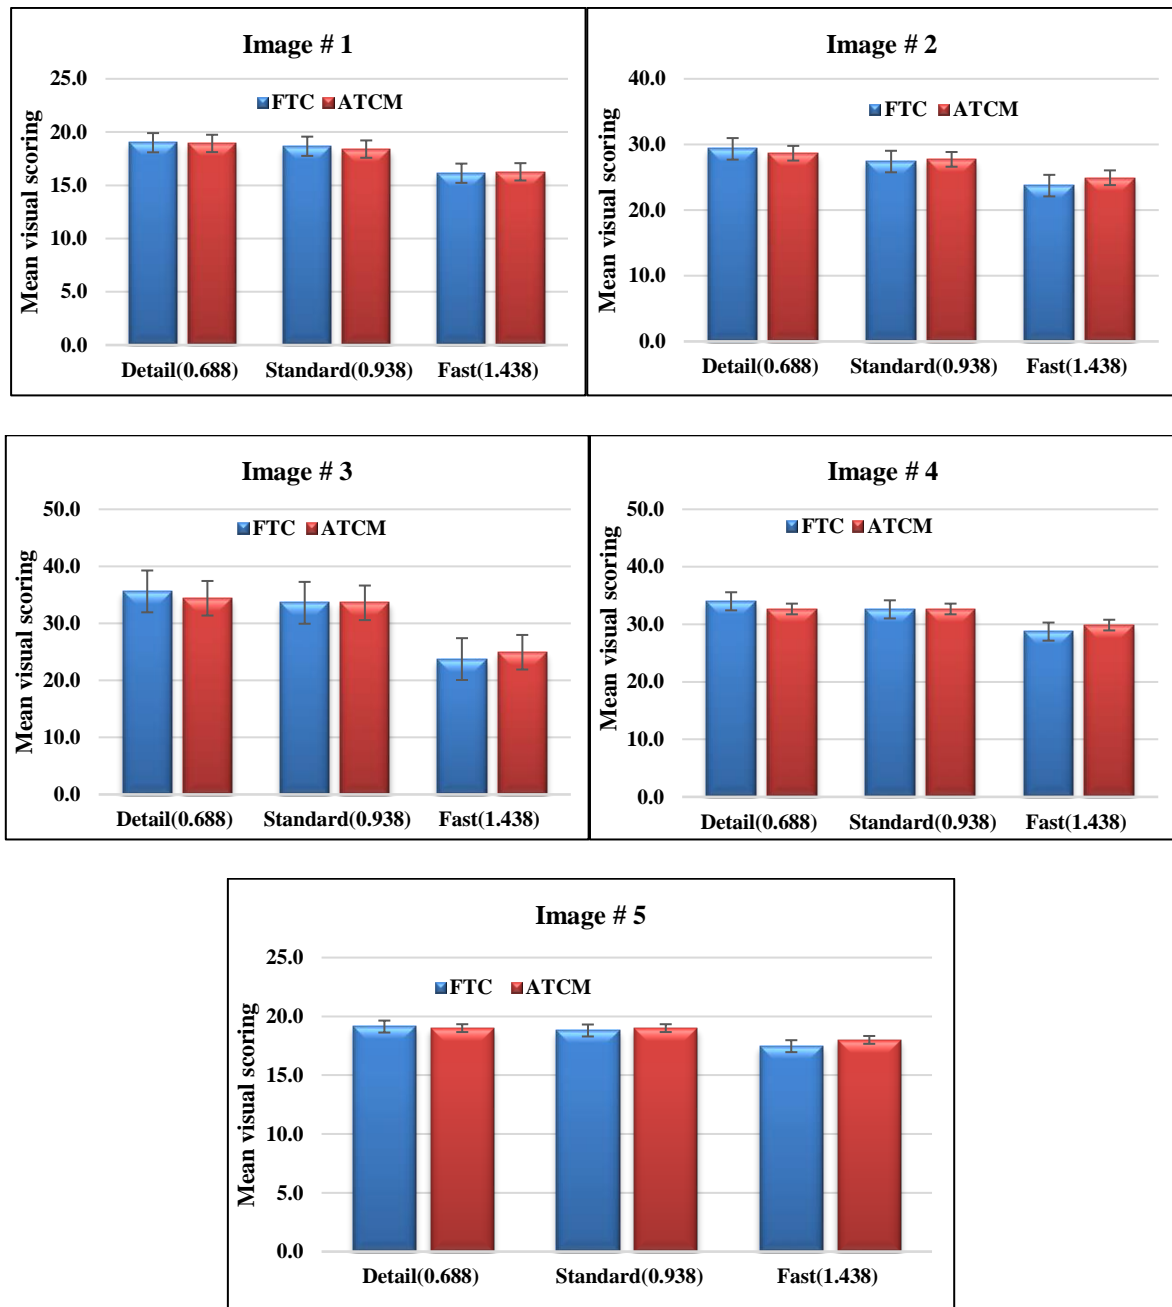 Image # 1
25.0
FTC ATCM
20.0
15.0
10.0
5.0
0.0
Mean visual scoring
Detail(0.688) Standard(0.938) Fast(1.438)
Image # 2
40.0
FTC ATCM
30.0
20.0
10.0
0.0
Mean visual scoring
Detail(0.688) Standard(0.938) Fast(1.438)
Image # 3
50.0
FTC ATCM
40.0
30.0
20.0
10.0
0.0
Mean visual scoring
Detail(0.688) Standard(0.938) Fast(1.438)
Image # 4
50.0
FTC ATCM
40.0
30.0
20.0
10.0
0.0
Mean visual scoring
Detail(0.688) Standard(0.938) Fast(1.438)
Image # 5
25.0
FTC ATCM
20.0
15.0
10.0
5.0
0.0
Mean visual scoring
Detail(0.688) Standard(0.938) Fast(1.438)